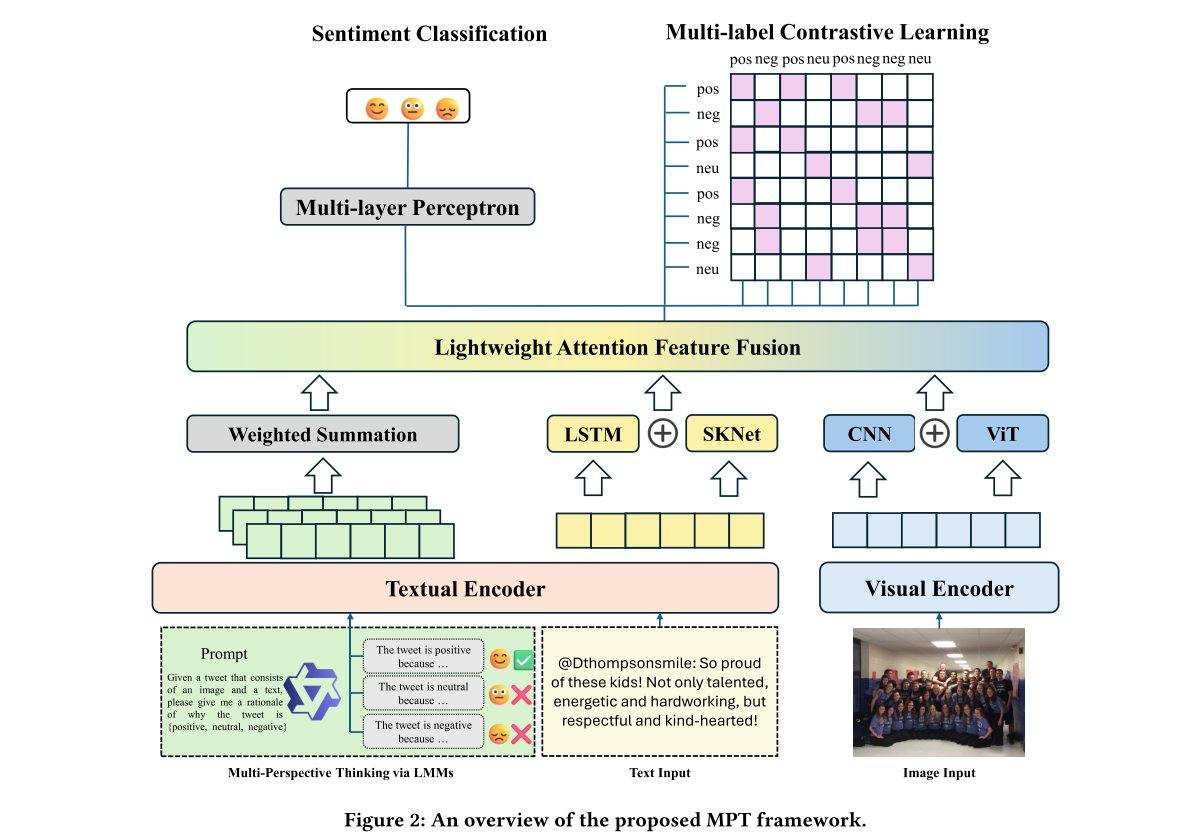 Sentiment Classification
Multi-label Contrastive Learning
pos neg pos neu pos neg neg neu
pos
neg
pos
neu
pos
neg
neg
neu
Multi-layer Perceptron
Lightweight Attention Feature Fusion
Weighted Summation
LSTM
SKNet
CNN
ViT
Textual Encoder
Visual Encoder
Prompt
Given a tweet that consists
of an image and a text,
please give me a rationale
of why the tweet is
{positive, neutral, negative}
The tweet is positive
because ...
The tweet is neutral
because ...
The tweet is negative
because ...
@Dthompsonsmile: So proud
of these kids! Not only talented,
energetic and hardworking, but
respectful and kind-hearted!
Multi-Perspective Thinking via LMMs
Text Input
Image Input
Figure 2: An overview of the proposed MPT framework.